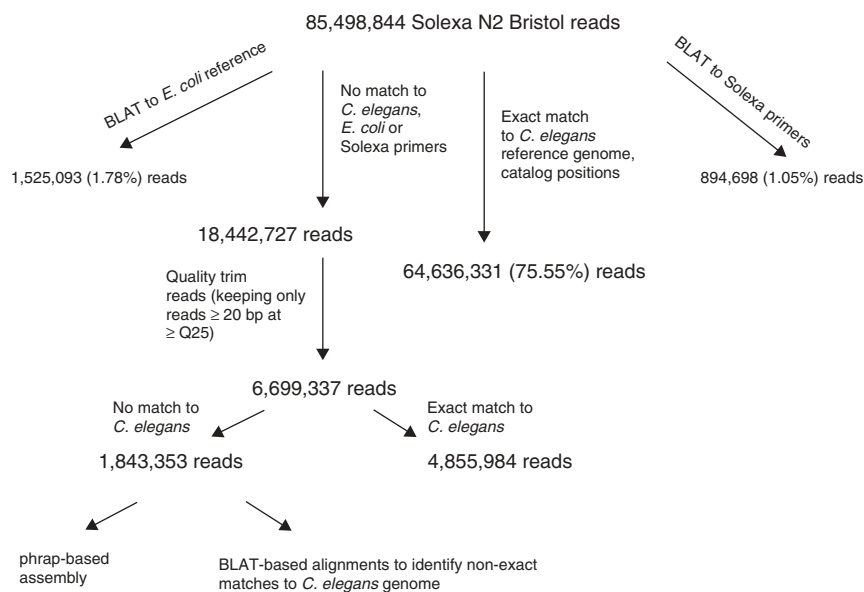 85,498,844 Solexa N2 Bristol reads
BLAT to E. coli reference
No match to
C. elegans,
E. coli or
Solexa primers
Exact match
to C. elegans
reference genome,
catalog positions
BLAT to Solexa
primers
1,525,093 (1.78%) reads
894,698 (1.05%) reads
18,442,727 reads
64,636,331 (75.55%) reads
Quality trim
reads (keeping only
reads ≥ 20 bp at
≥ Q25)
6,699,337 reads
No match to
C. elegans
Exact match to
C. elegans
1,843,353 reads
4,855,984 reads
phrap-based
assembly
BLAT-based alignments to identify non-exact
matches to C. elegans genome